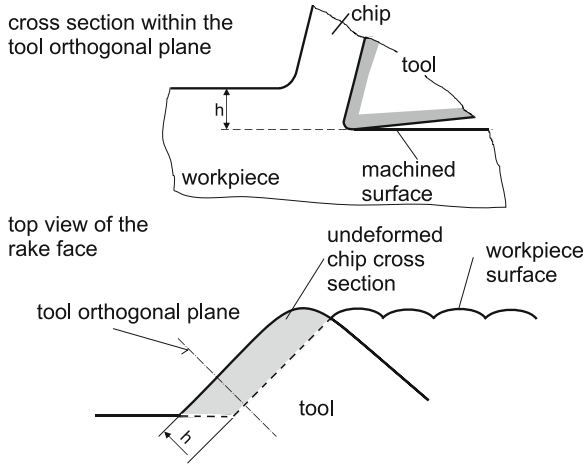 cross section within the
tool orthogonal plane
chip
tool
h
workpiece
machined
surface
top view of the
rake face
undeformed
chip cross
section
workpiece
surface
tool orthogonal plane
tool
h